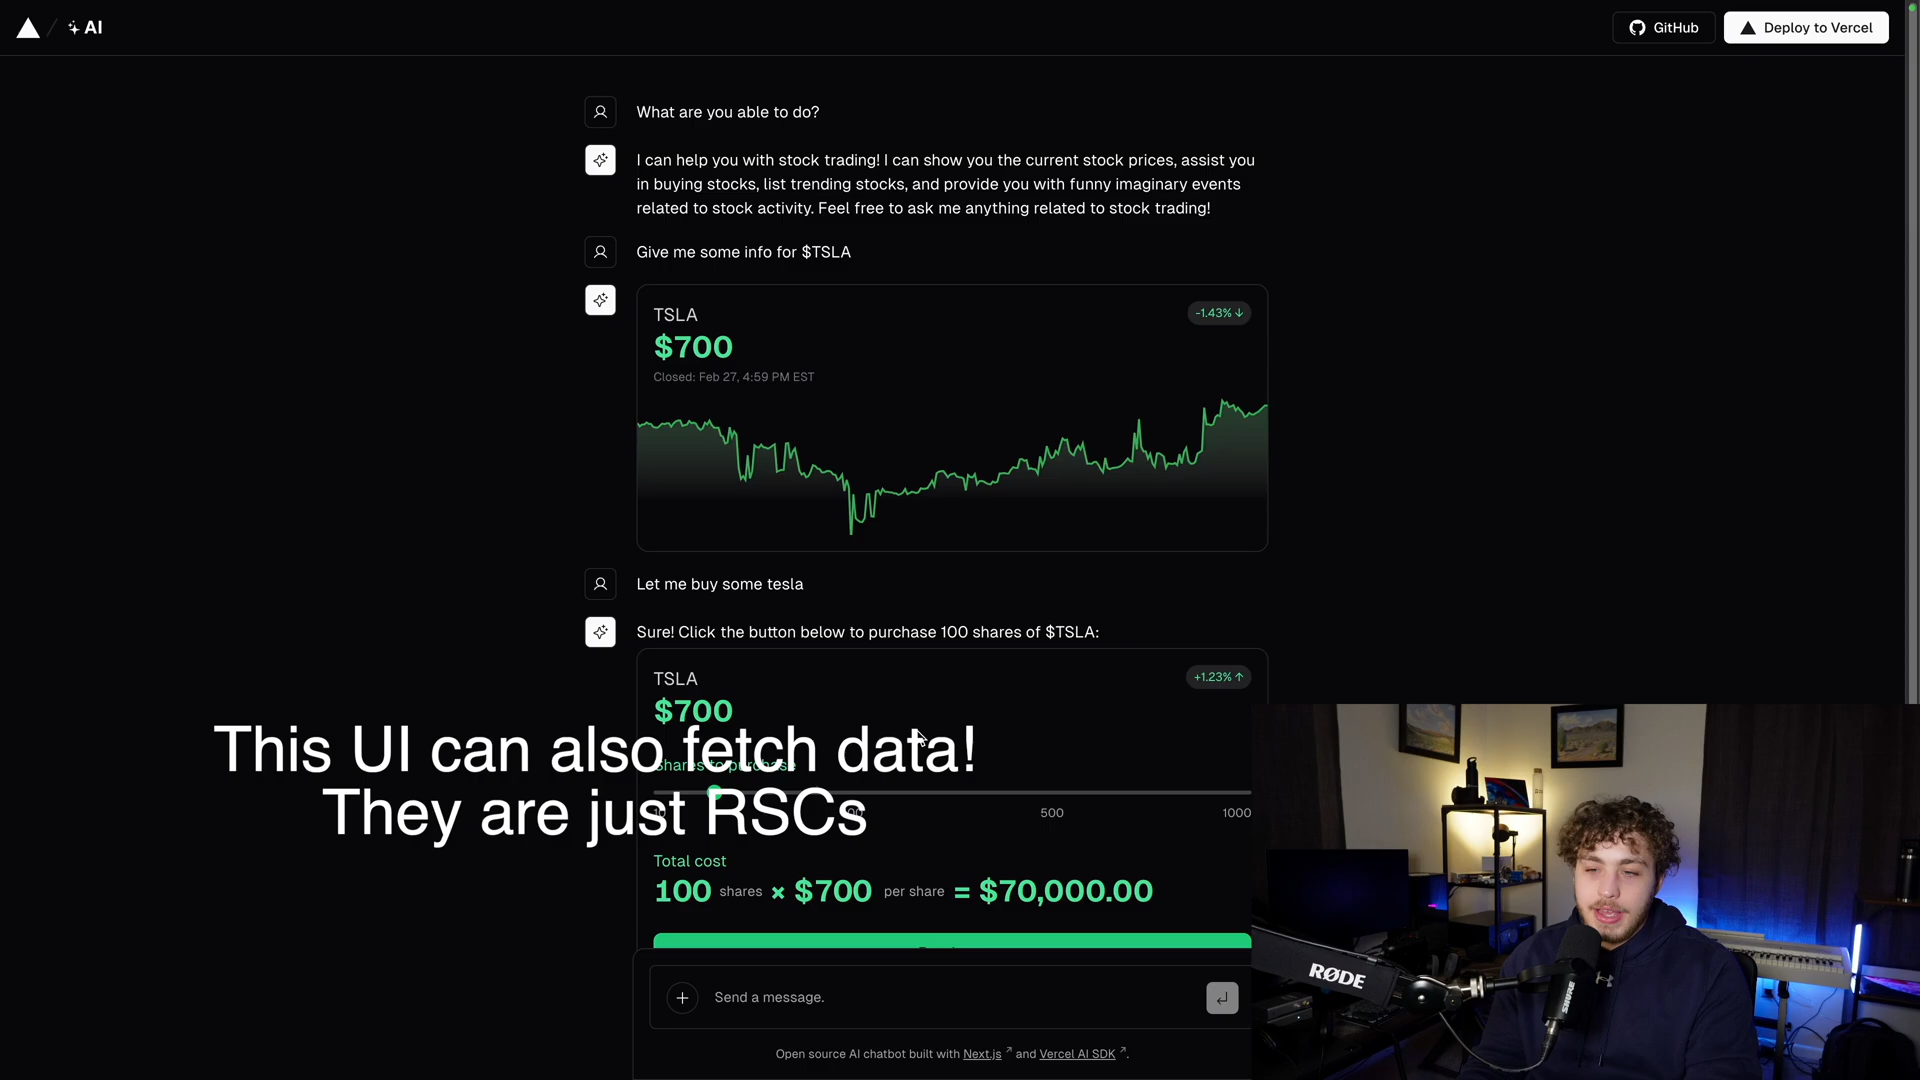 AI
GitHub
Deploy to Vercel
What are you able to do?
I can help you with stock trading! I can show you the current stock prices, assist you
in buying stocks, list trending stocks, and provide you with funny imaginary events
related to stock activity. Feel free to ask me anything related to stock trading!
Give me some info for $TSLA
TSLA
-1.43% ↓
$700
Closed: Feb 27, 4:59 PM EST
Let me buy some tesla
Sure! Click the button below to purchase 100 shares of $TSLA:
TSLA
+1.23% ↑
$700
This UI can also fetch data!
They are just RSCs
Shares to purchase
500
1000
Total cost
100 shares × $700 per share = $70,000.00
Send a message.
Open source AI chatbot built with Next.js ↗ and Vercel AI SDK ↗.
RØDE
SHURE